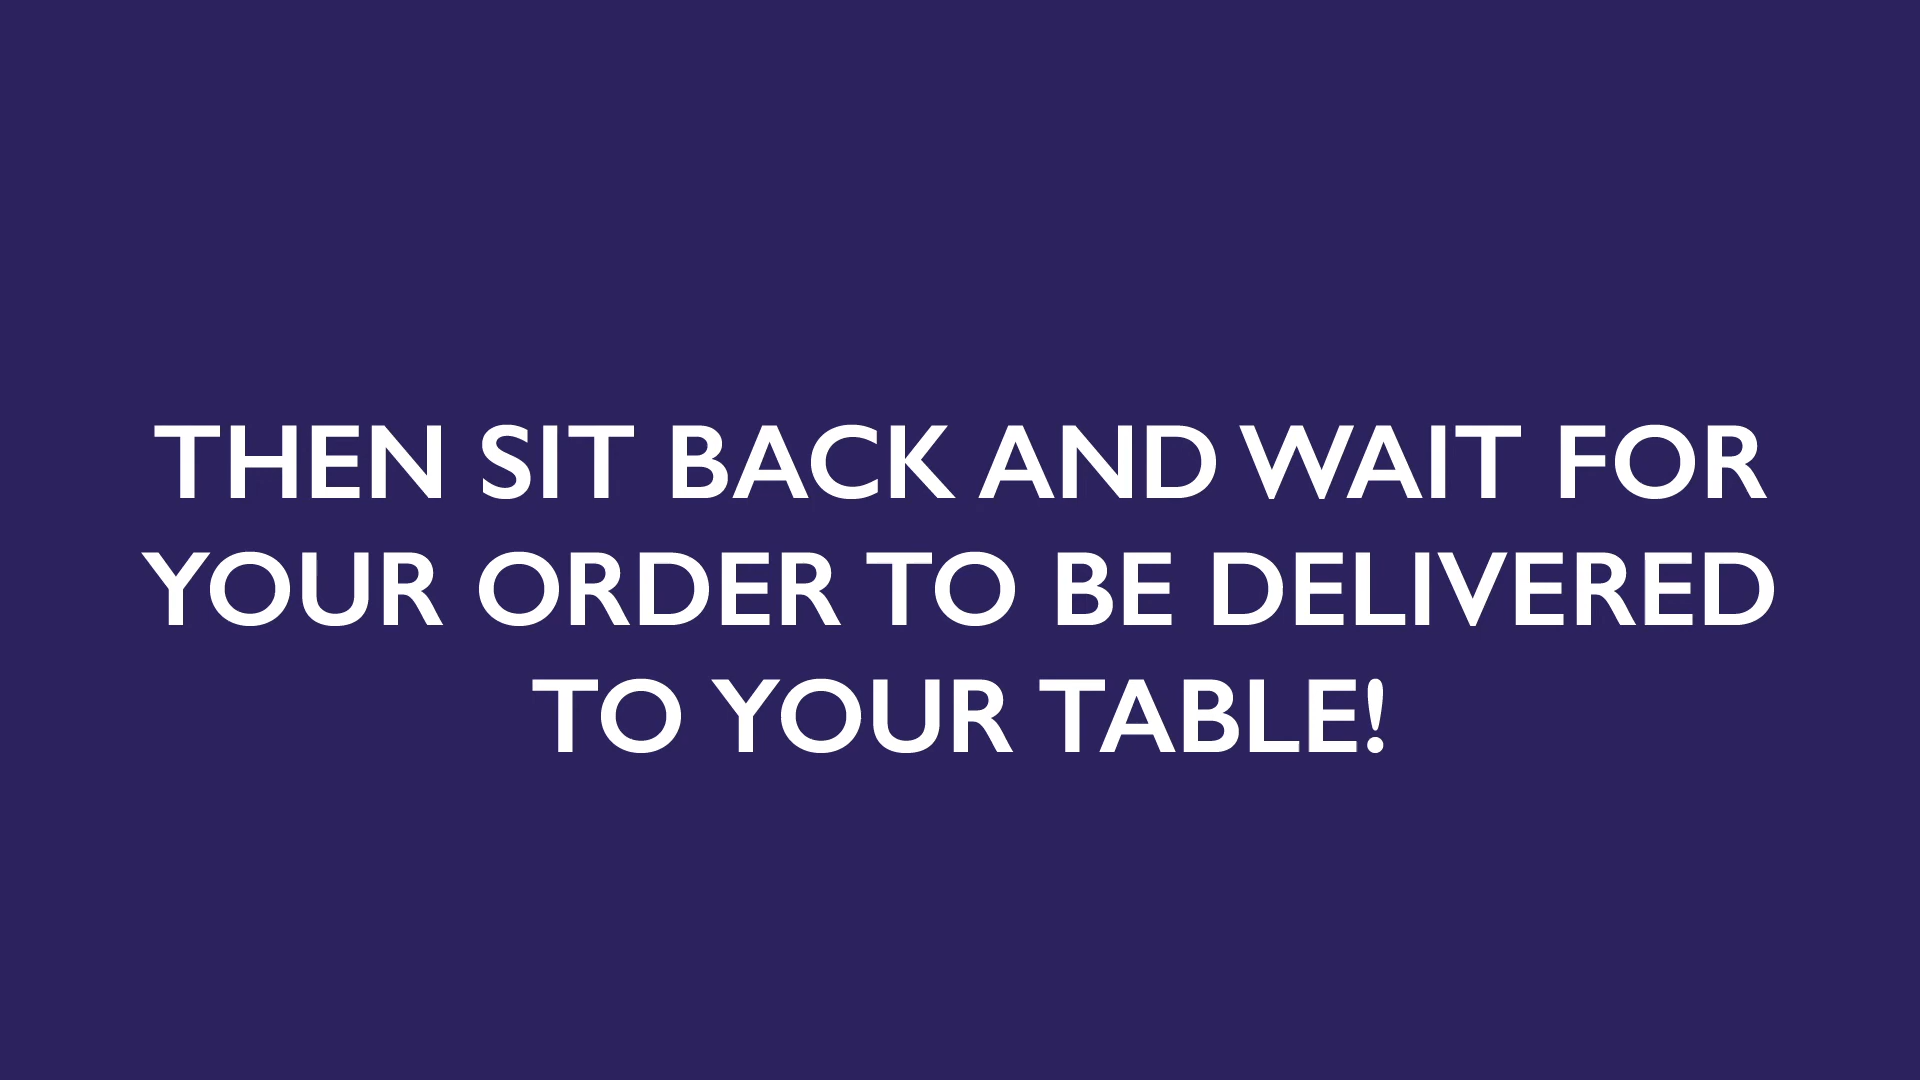 THEN SIT BACK AND WAIT FOR
YOUR ORDER TO BE DELIVERED
TO YOUR TABLE!